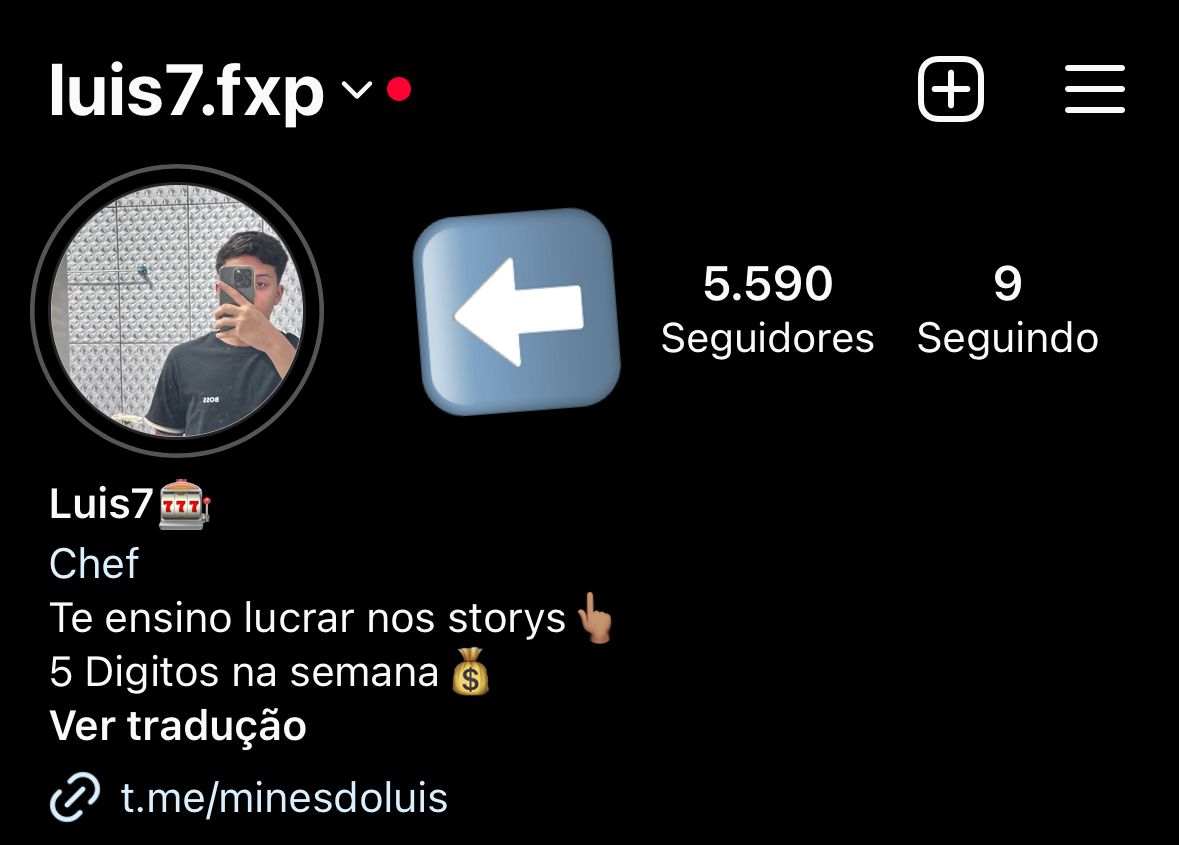 luis7.fxp
5.590
Seguidores
9
Seguindo
Luis7
Chef
Te ensino lucrar nos storys
5 Digitos na semana
Ver tradução
t.me/minesdoluis